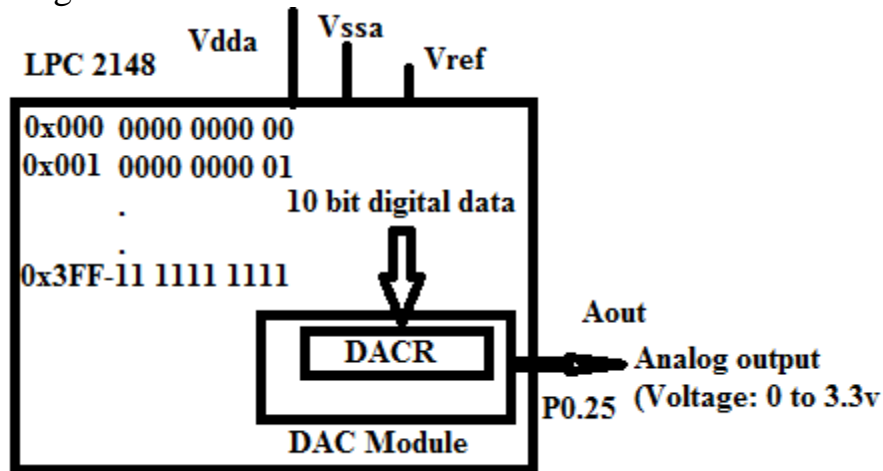 Vdda
Vssa
Vref
LPC 2148
0x000 0000 0000 00
0x001 0000 0000 01
.
10 bit digital data
.
0x3FF-11 1111 1111
DACR
DAC Module
Aout
Analog output
P0.25
(Voltage: 0 to 3.3v